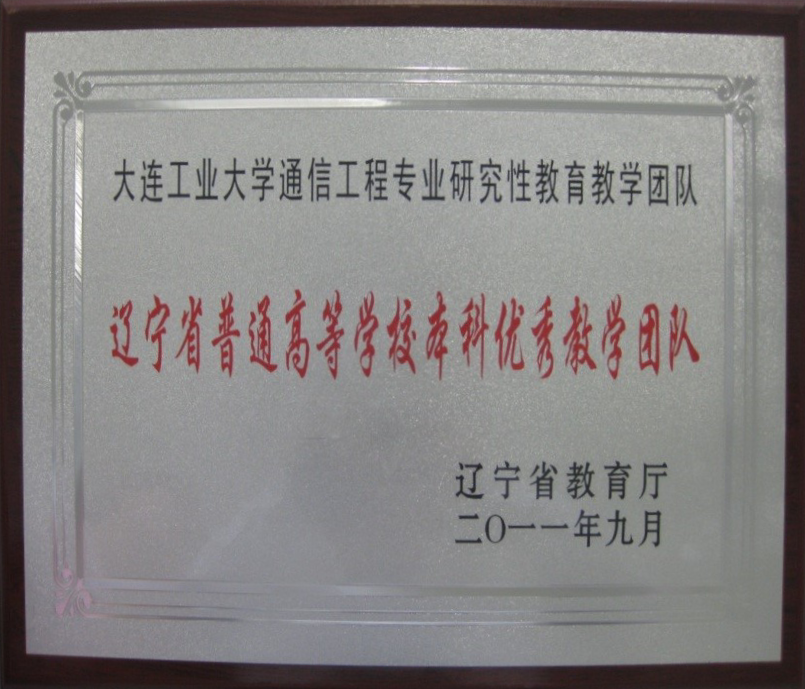 大连工业大学通信工程专业研究性教育教学团队
辽宁省普通高等学校本科优秀教学团队
辽宁省教育厅
二〇一一年九月